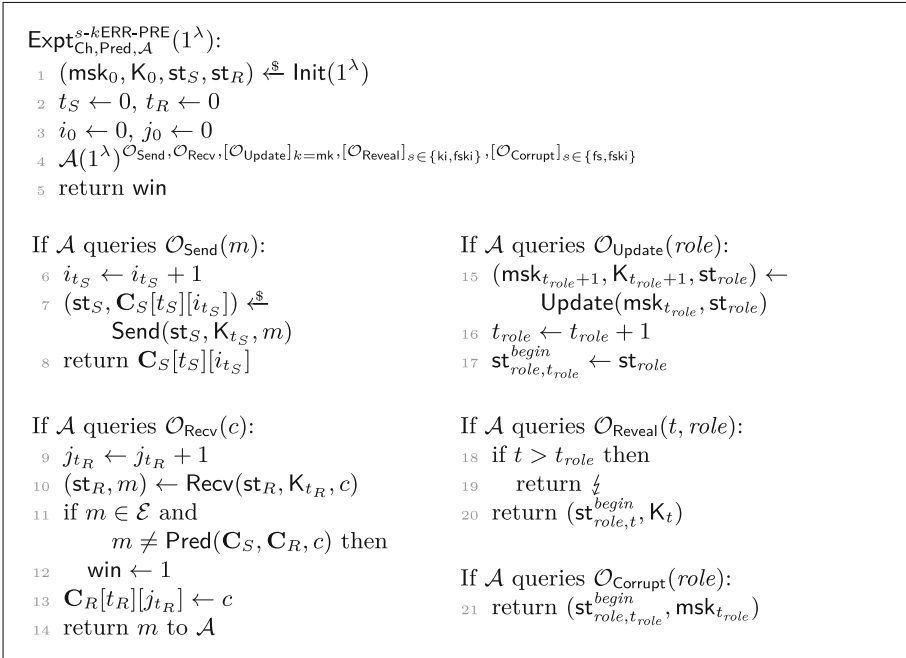 Expt^{s-kERR-PRE}_{Ch,Pred,𝒜}(1^λ):
1 (msk₀, K₀, st_S, st_R) ←$ Init(1^λ)
2 t_S ← 0, t_R ← 0
3 i₀ ← 0, j₀ ← 0
4 𝒜(1^λ)^{𝒪_Send, 𝒪_Recv, [𝒪_Update]_{k=mk}, [𝒪_Reveal]_{s∈{ki,fski}}, [𝒪_Corrupt]_{s∈{fs,fski}}}
5 return win
If 𝒜 queries 𝒪_Send(m):
6 i_{t_S} ← i_{t_S} + 1
7 (st_S, C_S[t_S][i_{t_S}]) ←$
Send(st_S, K_{t_S}, m)
8 return C_S[t_S][i_{t_S}]
If 𝒜 queries 𝒪_Recv(c):
9 j_{t_R} ← j_{t_R} + 1
10 (st_R, m) ← Recv(st_R, K_{t_R}, c)
11 if m ∈ ℰ and
m ≠ Pred(C_S, C_R, c) then
12 win ← 1
13 C_R[t_R][j_{t_R}] ← c
14 return m to 𝒜
If 𝒜 queries 𝒪_Update(role):
15 (msk_{t_role+1}, K_{t_role+1}, st_role) ←
Update(msk_{t_role}, st_role)
16 t_role ← t_role + 1
17 st^{begin}_{role,t_role} ← st_role
If 𝒜 queries 𝒪_Reveal(t, role):
18 if t > t_role then
19 return ↯
20 return (st^{begin}_{role,t}, K_t)
If 𝒜 queries 𝒪_Corrupt(role):
21 return (st^{begin}_{role,t_role}, msk_{t_role})